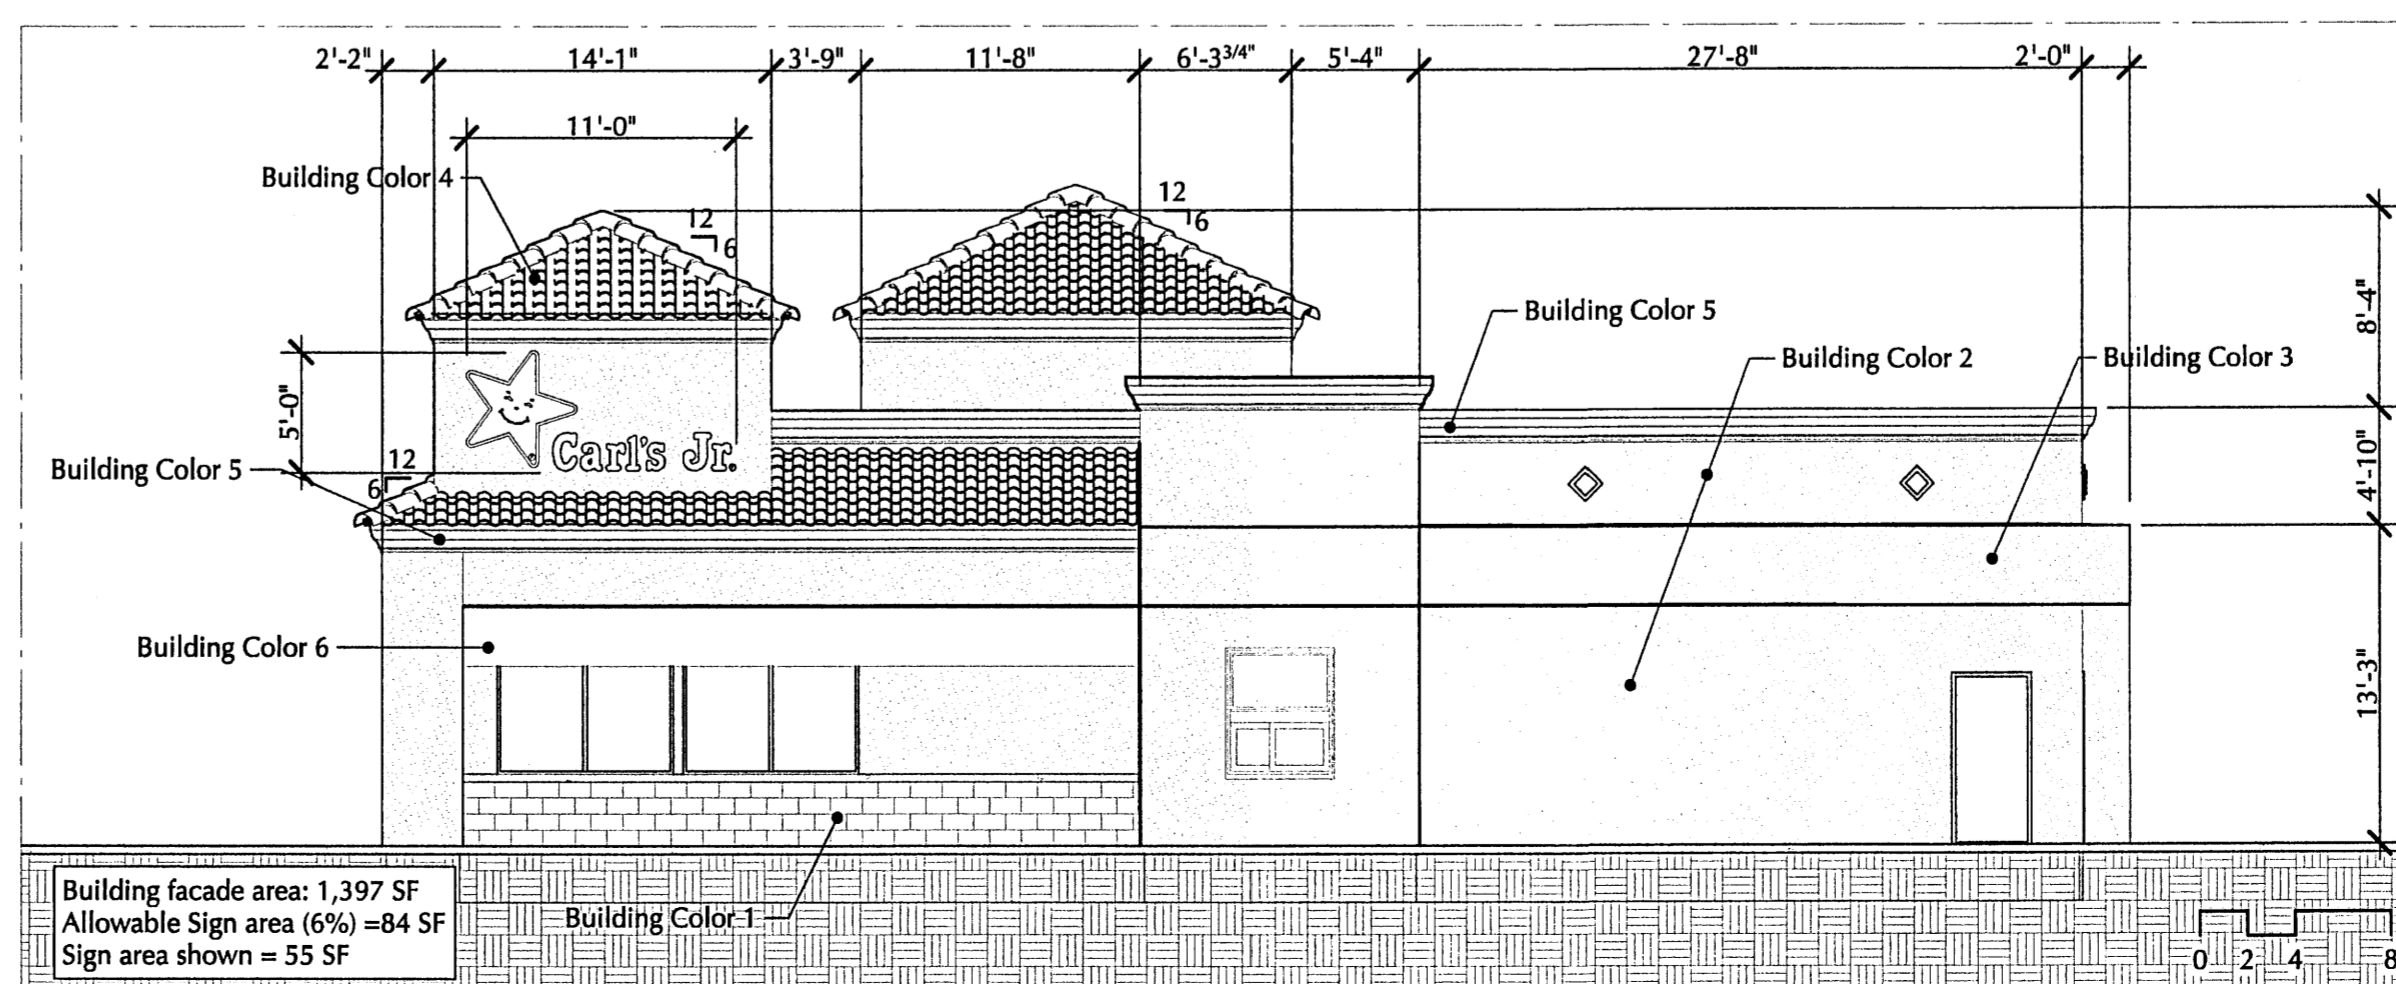 2'-2" 14'-1" 3'-9" 11'-8" 6'-3 3/4" 5'-4" 27'-8" 2'-0"
11'-0"
Building Color 4
12
6
12
6
8'-4"
Building Color 5
Building Color 2
Building Color 3
5'-0"
Carl's Jr.
Building Color 5
12
6
4'-10"
Building Color 6
13'-3"
Building facade area: 1,397 SF
Allowable Sign area (6%) =84 SF
Sign area shown = 55 SF
Building Color 1
0 2 4 8